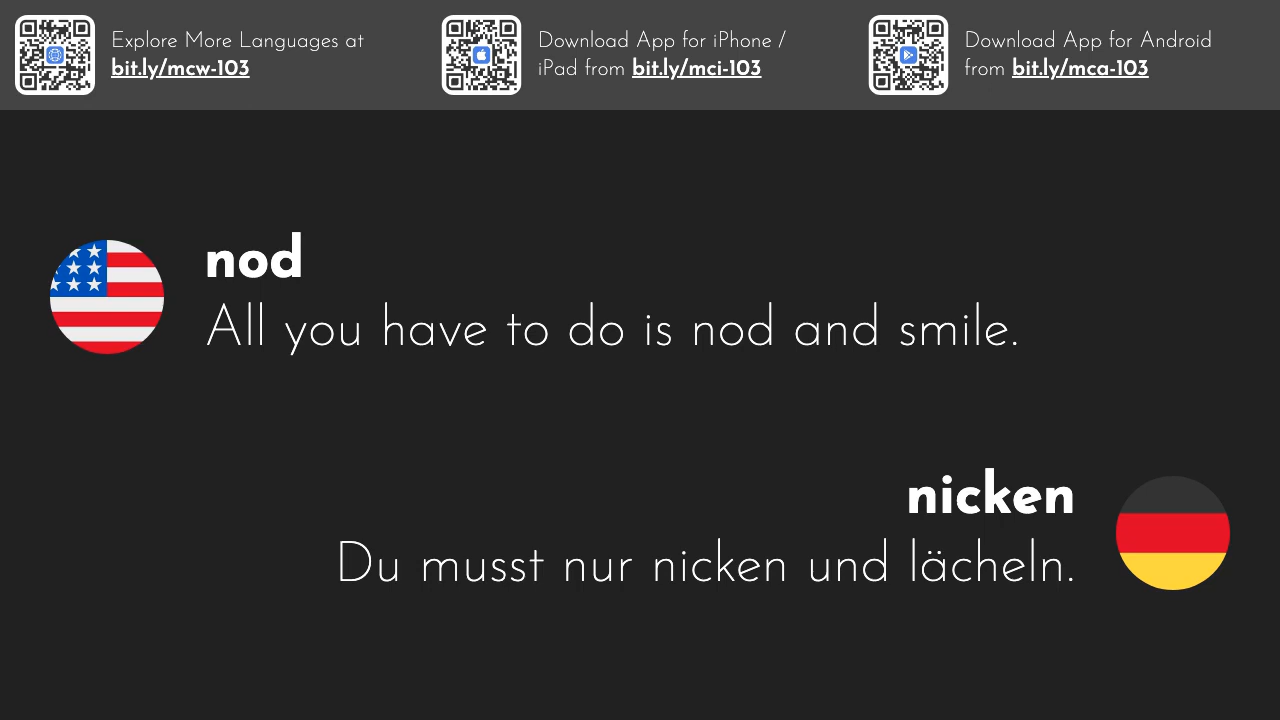 Explore More Languages at
bit.ly/mcw-103
Download App for iPhone /
iPad from bit.ly/mci-103
Download App for Android
from bit.ly/mca-103
nod
All you have to do is nod and smile.
nicken
Du musst nur nicken und lächeln.